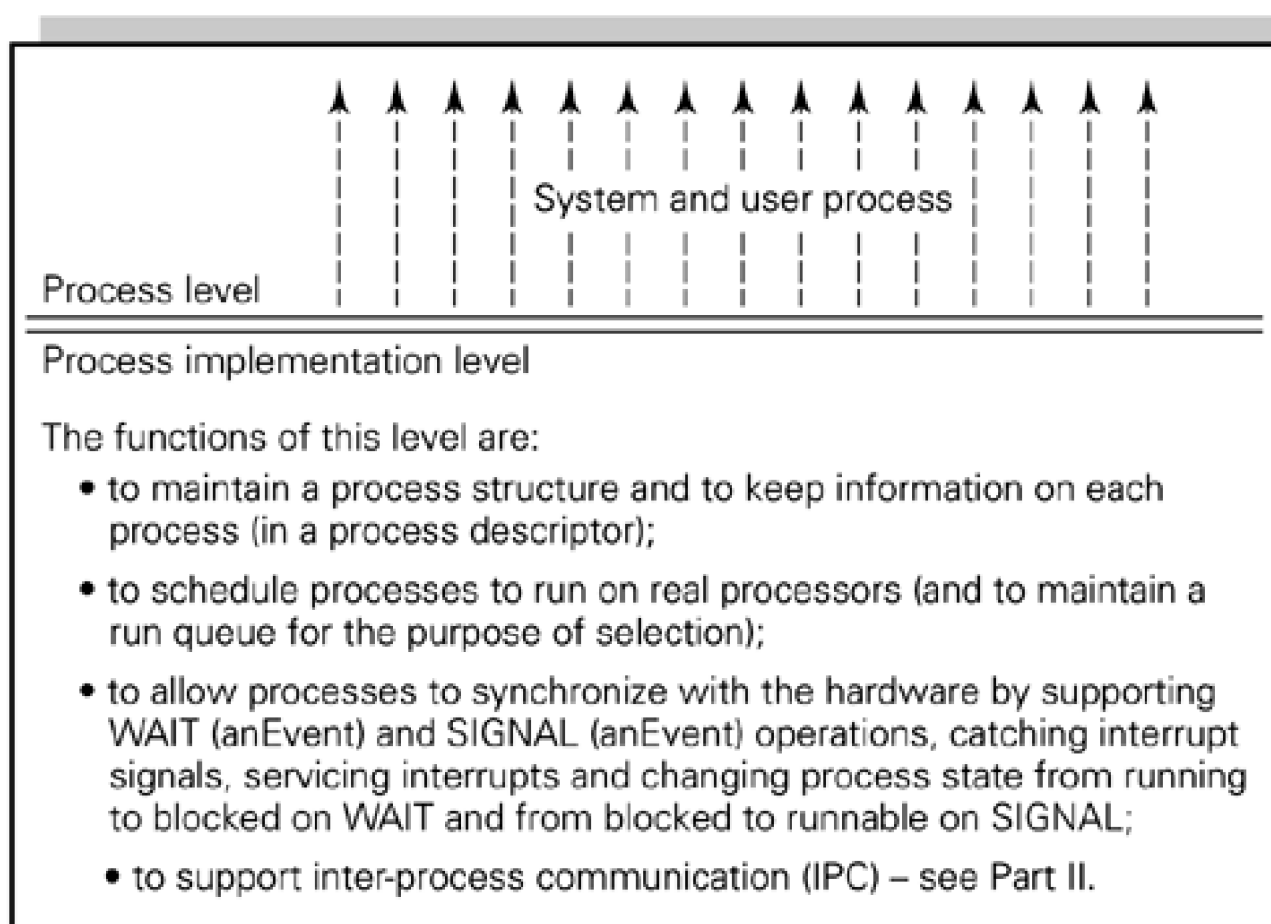 System and user process
Process level
Process implementation level
The functions of this level are:
• to maintain a process structure and to keep information on each
process (in a process descriptor);
• to schedule processes to run on real processors (and to maintain a
run queue for the purpose of selection);
• to allow processes to synchronize with the hardware by supporting
WAIT (anEvent) and SIGNAL (anEvent) operations, catching interrupt
signals, servicing interrupts and changing process state from running
to blocked on WAIT and from blocked to runnable on SIGNAL;
• to support inter-process communication (IPC) – see Part II.